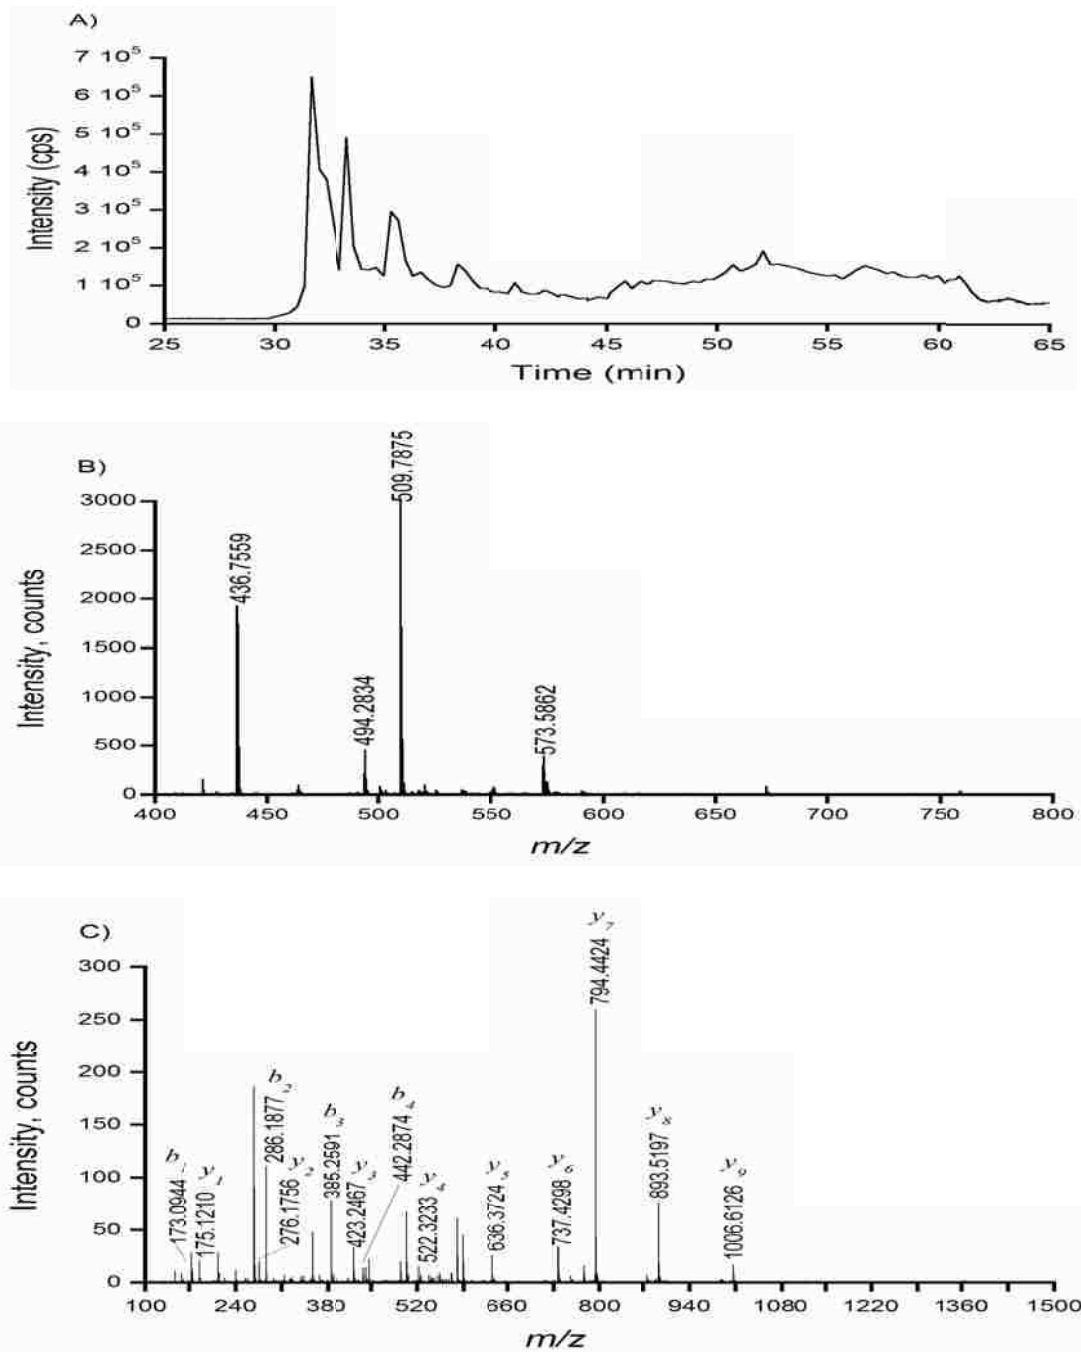 A)
7 10⁵
6 10⁵
5 10⁵
4 10⁵
3 10⁵
2 10⁵
1 10⁵
0
Intensity (cps)
25 30 35 40 45 50 55 60 65
Time (min)
B)
3000
2500
2000
1500
1000
500
0
Intensity, counts
436.7559
494.2834
509.7875
573.5862
400 450 500 550 600 650 700 750 800
m/z
C)
300
250
200
150
100
50
0
Intensity, counts
b₁ 173.0944
y₁ 175.1210
b₂ 286.1877
y₂ 276.1756
b₃ 385.2591
y₃ 423.2467
b₄ 442.2874
y₄ 522.3233
y₅ 636.3724
y₆ 737.4298
y₇ 794.4424
y₈ 893.5197
y₉ 1006.6126
100 240 380 520 660 800 940 1080 1220 1360 1500
m/z